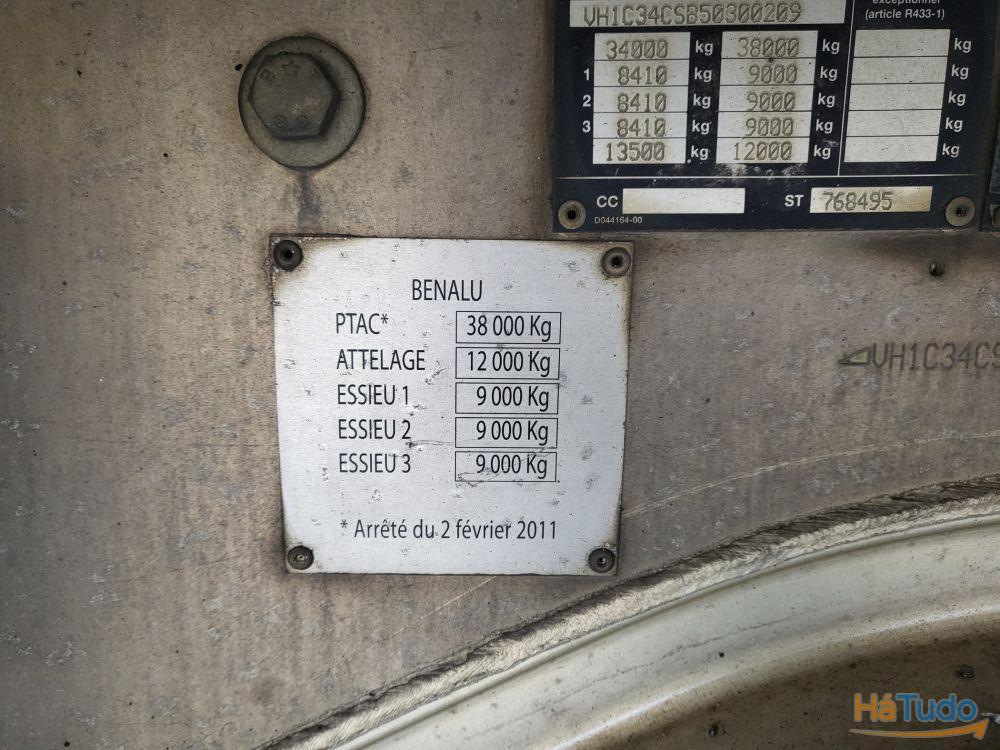 exceptionnel
(article R433-1)
VH1C34CSB50300209
34000 kg 38000 kg kg
1 8410 kg 9000 kg kg
2 8410 kg 9000 kg kg
3 8410 kg 9000 kg kg
13500 kg 12000 kg kg
CC ST 768495
D044164-00
BENALU
PTAC* 38 000 Kg
ATTELAGE 12 000 Kg
ESSIEU 1 9 000 Kg
ESSIEU 2 9 000 Kg
ESSIEU 3 9 000 Kg
* Arrêté du 2 février 2011
VH1C34CS
8.8
HáTudo